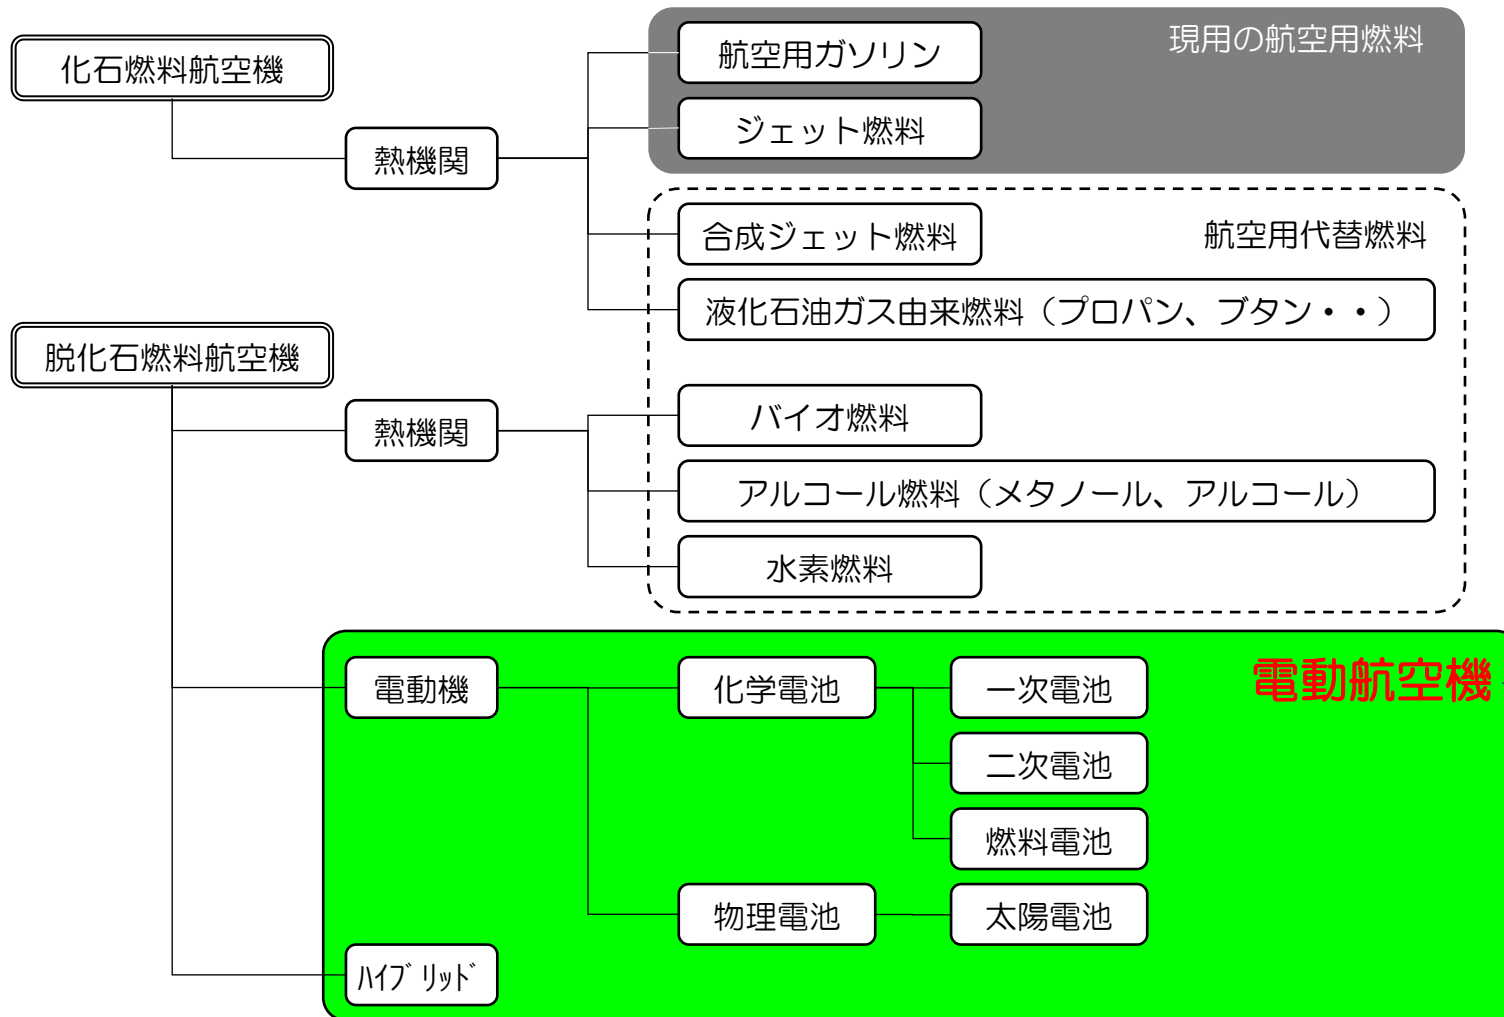 化石燃料航空機
熱機関
航空用ガソリン
現用の航空用燃料
ジェット燃料
合成ジェット燃料
航空用代替燃料
液化石油ガス由来燃料（プロパン、ブタン・・）
脱化石燃料航空機
熱機関
バイオ燃料
アルコール燃料（メタノール、アルコール）
水素燃料
電動航空機
電動機
化学電池
一次電池
二次電池
燃料電池
物理電池
太陽電池
ﾊｲﾌﾞﾘｯﾄﾞ